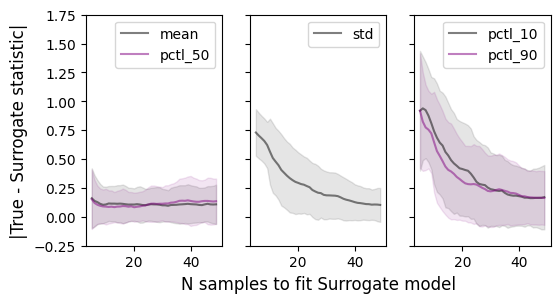 |True - Surrogate statistic|
1.75
1.50
1.25
1.00
0.75
0.50
0.25
0.00
−0.25
mean
pctl_50
20
40
std
20
40
pctl_10
pctl_90
20
40
N samples to fit Surrogate model